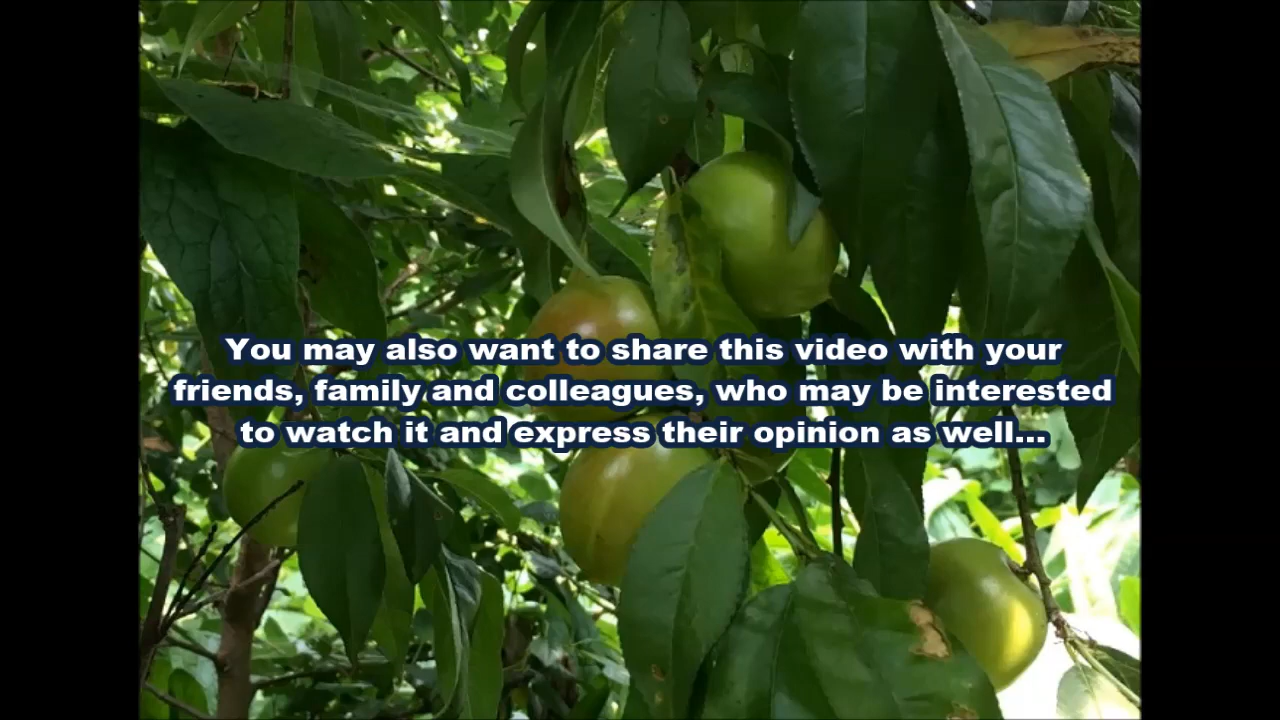 You may also want to share this video with your
friends, family and colleagues, who may be interested
to watch it and express their opinion as well...